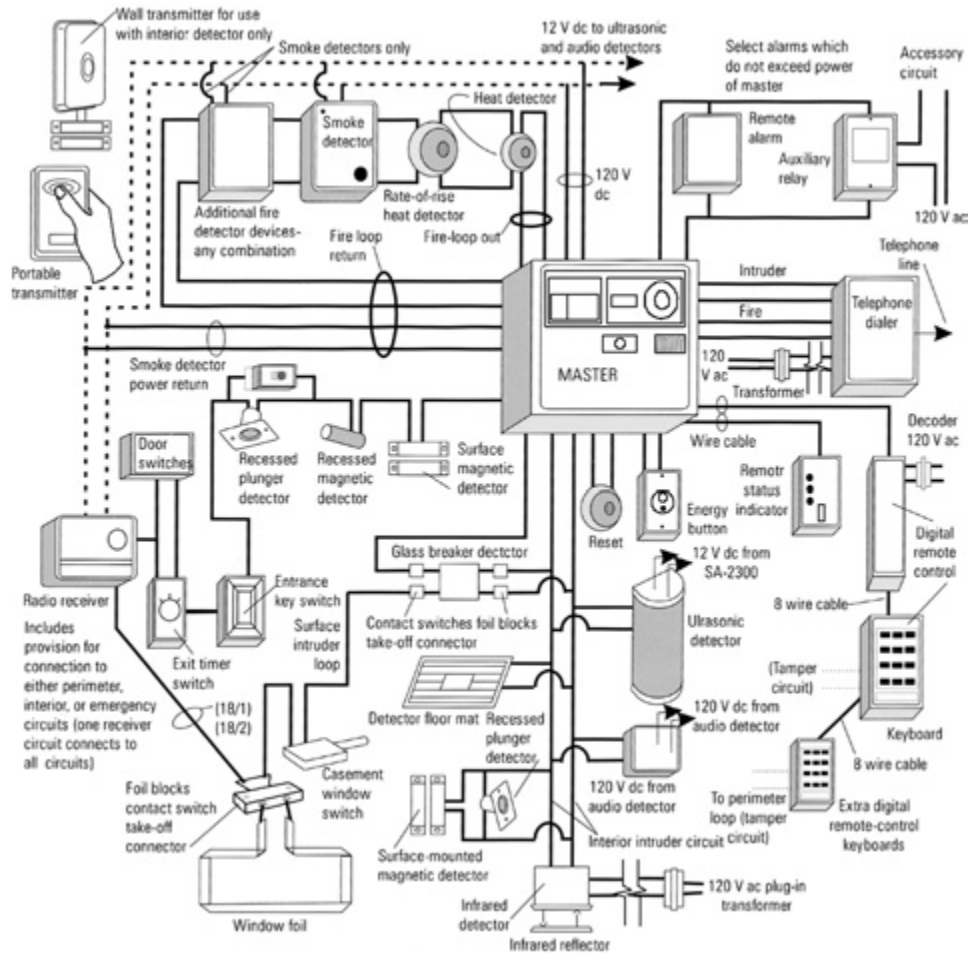 Wall transmitter for use
with interior detector only
Smoke detectors only
12 V dc to ultrasonic
and audio detectors
Select alarms which
do not exceed power
of master
Accessory
circuit
Heat detector
Smoke
detector
Remote
alarm
Auxiliary
relay
120 V
dc
120 V ac
Rate-of-rise
heat detector
Additional fire
detector devices-
any combination
Fire loop
return
Fire-loop out
Portable
transmitter
Telephone
line
Intruder
Fire
Telephone
dialer
Smoke detector
power return
MASTER
120
V ac
Transformer
Wire cable
Decoder
120 V ac
Door
switches
Recessed
plunger
detector
Recessed
magnetic
detector
Surface
magnetic
detector
Reset
Energy
button
Remotr
status
indicator
Digital
remote
control
Radio receiver
Entrance
key switch
Glass breaker dectctor
12 V dc from
SA-2300
8 wire cable
Includes
provision for
connection to
either perimeter,
interior, or emergency
circuits (one receiver
circuit connects to
all circuits)
Exit timer
switch
Surface
intruder
loop
Contact switches foil blocks
take-off connector
Ulrasonic
detector
(Tamper
circuit)
(18/1)
(18/2)
Detector floor mat
Recessed
plunger
detector
120 V dc from
audio detector
Keyboard
8 wire cable
Casement
window
switch
Foil blocks
contact switch
take-off
connector
120 V dc from
audio detector
To perimeter
loop (tamper
circuit)
Extra digital
remote-control
keyboards
Surface-mounted
magnetic detector
Interior intruder circuit
Window foil
Infrared
detector
120 V ac plug-in
transformer
Infrared reflector